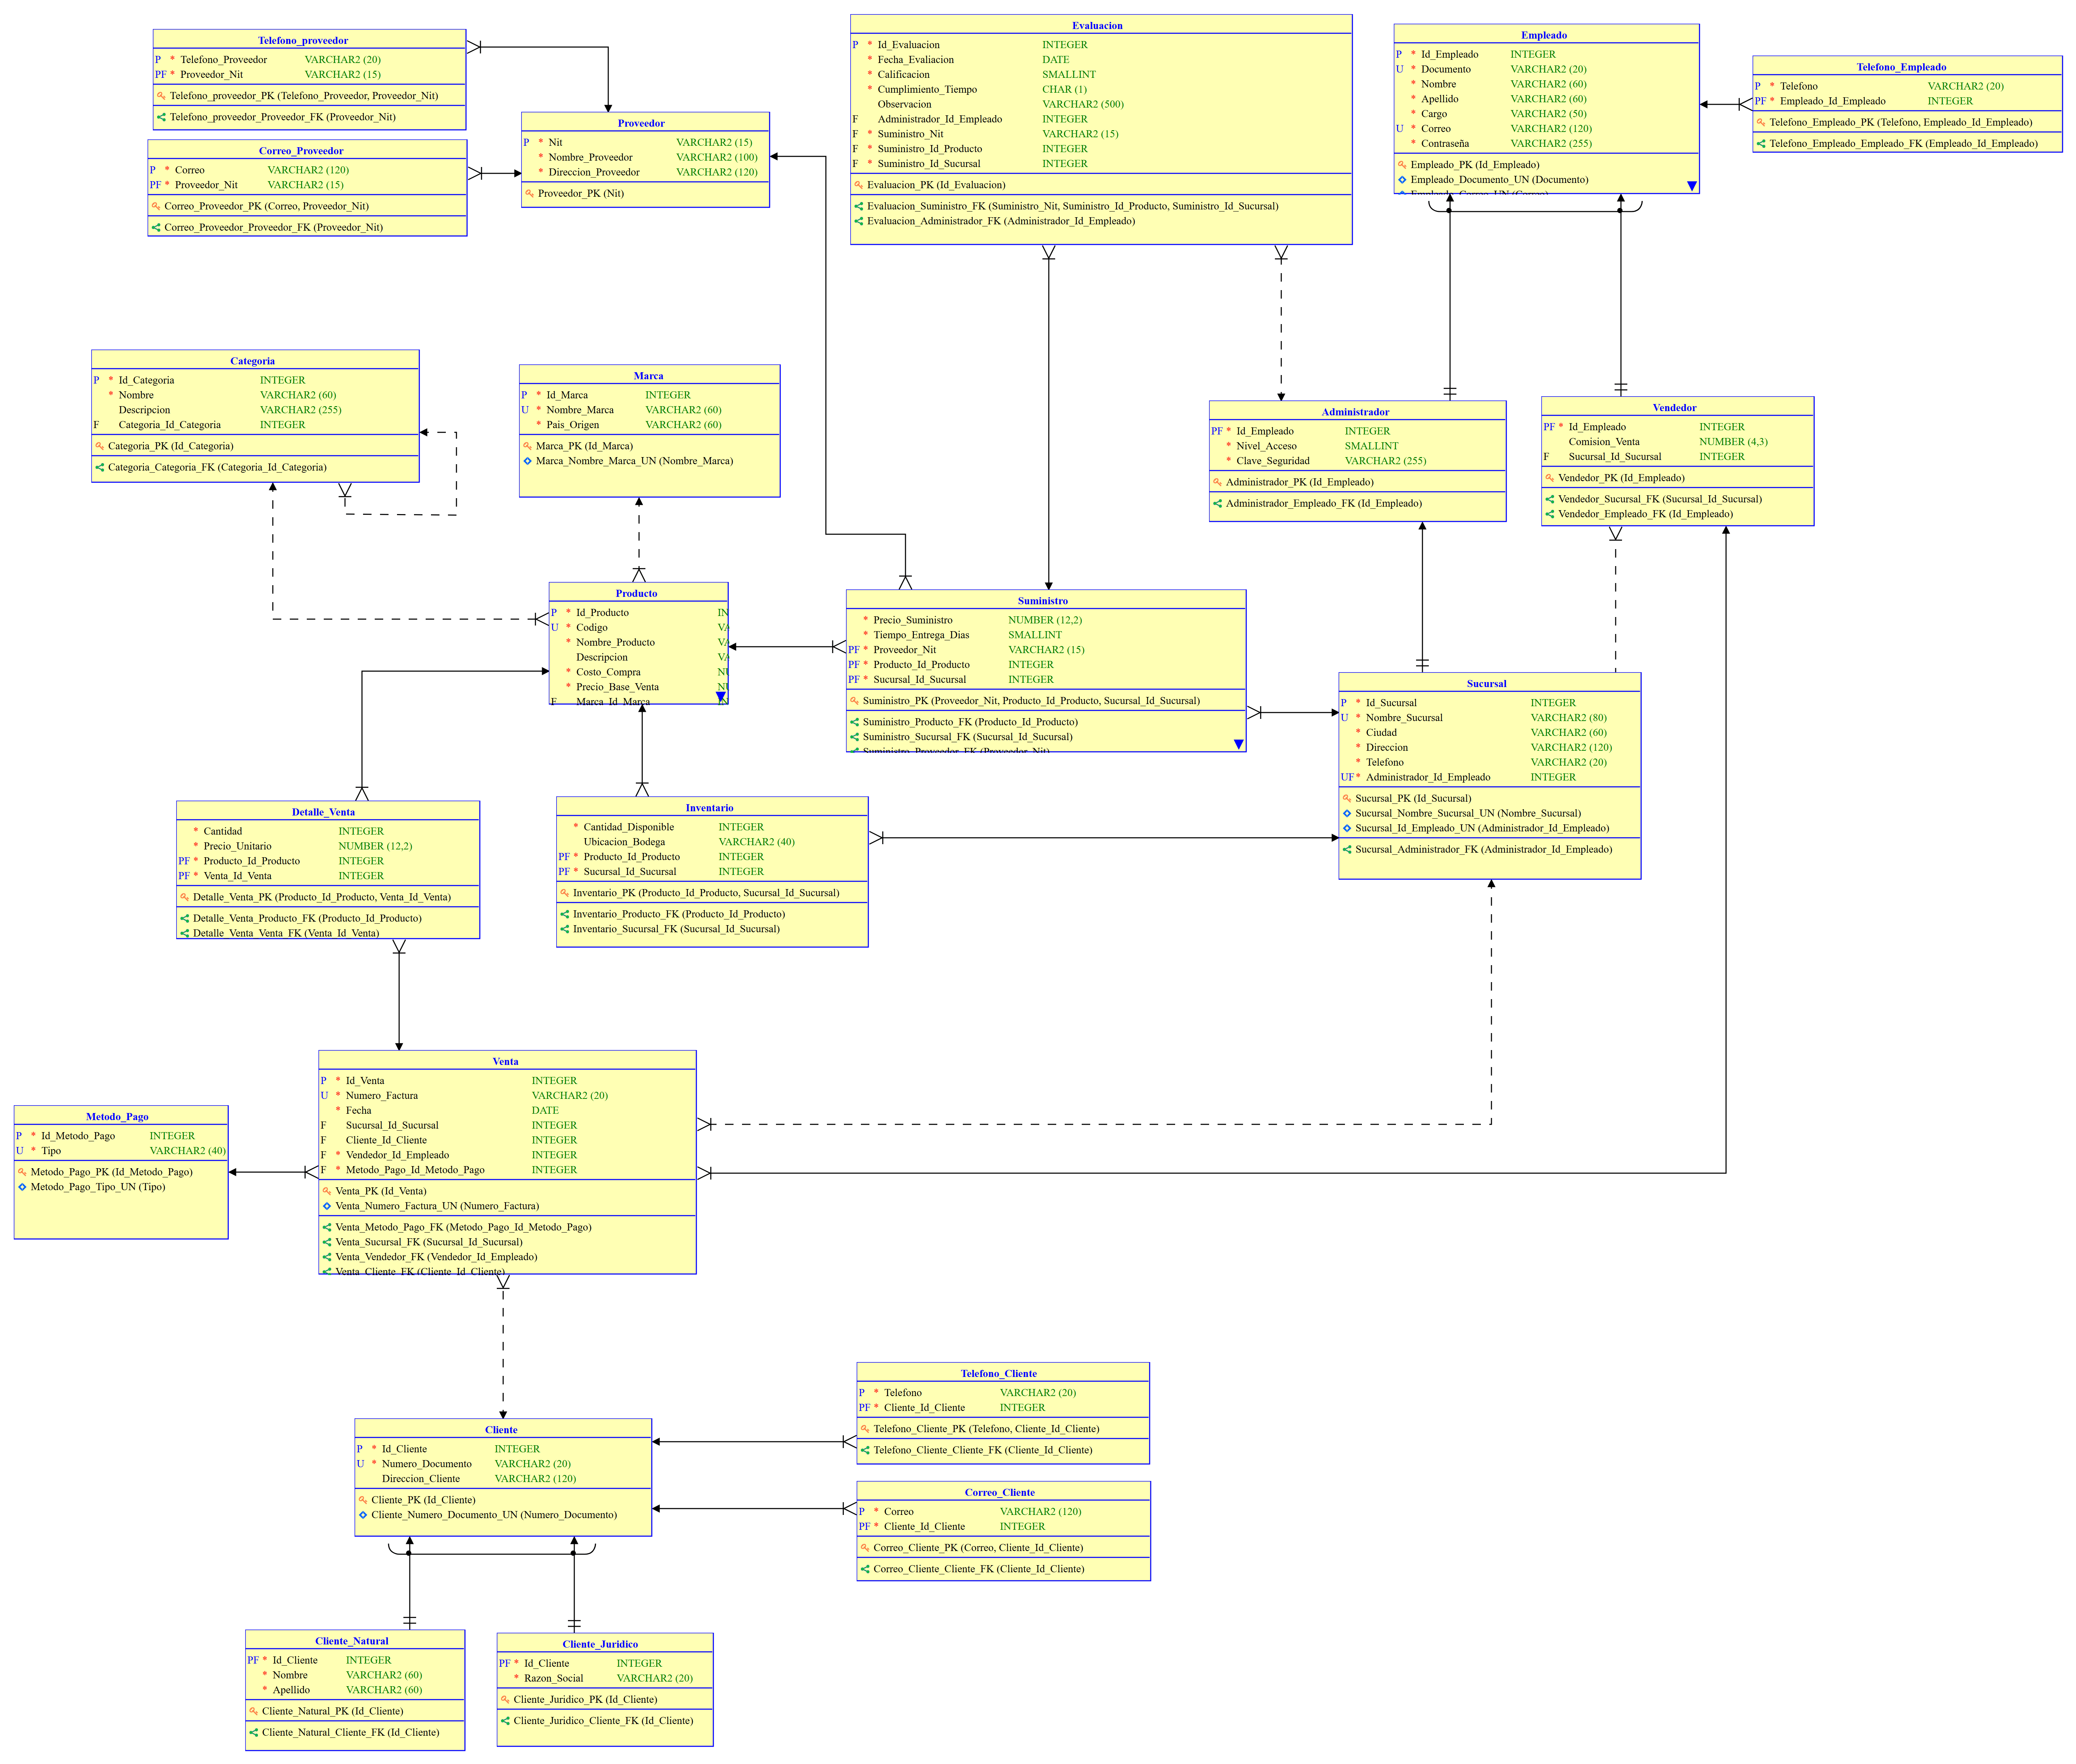 Telefono_proveedor
P * Telefono_Proveedor VARCHAR2 (20)
PF * Proveedor_Nit VARCHAR2 (15)
Telefono_proveedor_PK (Telefono_Proveedor, Proveedor_Nit)
Telefono_proveedor_Proveedor_FK (Proveedor_Nit)
Correo_Proveedor
P * Correo VARCHAR2 (120)
PF * Proveedor_Nit VARCHAR2 (15)
Correo_Proveedor_PK (Correo, Proveedor_Nit)
Correo_Proveedor_Proveedor_FK (Proveedor_Nit)
Proveedor
P * Nit VARCHAR2 (15)
* Nombre_Proveedor VARCHAR2 (100)
* Direccion_Proveedor VARCHAR2 (120)
Proveedor_PK (Nit)
Evaluacion
P * Id_Evaluacion INTEGER
* Fecha_Evaliacion DATE
* Calificacion SMALLINT
* Cumplimiento_Tiempo CHAR (1)
Observacion VARCHAR2 (500)
F Administrador_Id_Empleado INTEGER
F * Suministro_Nit VARCHAR2 (15)
F * Suministro_Id_Producto INTEGER
F * Suministro_Id_Sucursal INTEGER
Evaluacion_PK (Id_Evaluacion)
Evaluacion_Suministro_FK (Suministro_Nit, Suministro_Id_Producto, Suministro_Id_Sucursal)
Evaluacion_Administrador_FK (Administrador_Id_Empleado)
Empleado
P * Id_Empleado INTEGER
U * Documento VARCHAR2 (20)
* Nombre VARCHAR2 (60)
* Apellido VARCHAR2 (60)
* Cargo VARCHAR2 (50)
U * Correo VARCHAR2 (120)
* Contraseña VARCHAR2 (255)
Empleado_PK (Id_Empleado)
Empleado_Documento_UN (Documento)
Empleado_Correo_UN (Correo)
Telefono_Empleado
P * Telefono VARCHAR2 (20)
PF * Empleado_Id_Empleado INTEGER
Telefono_Empleado_PK (Telefono, Empleado_Id_Empleado)
Telefono_Empleado_Empleado_FK (Empleado_Id_Empleado)
Categoria
P * Id_Categoria INTEGER
* Nombre VARCHAR2 (60)
Descripcion VARCHAR2 (255)
F Categoria_Id_Categoria INTEGER
Categoria_PK (Id_Categoria)
Categoria_Categoria_FK (Categoria_Id_Categoria)
Marca
P * Id_Marca INTEGER
U * Nombre_Marca VARCHAR2 (60)
* Pais_Origen VARCHAR2 (60)
Marca_PK (Id_Marca)
Marca_Nombre_Marca_UN (Nombre_Marca)
Administrador
PF * Id_Empleado INTEGER
* Nivel_Acceso SMALLINT
* Clave_Seguridad VARCHAR2 (255)
Administrador_PK (Id_Empleado)
Administrador_Empleado_FK (Id_Empleado)
Vendedor
PF * Id_Empleado INTEGER
Comision_Venta NUMBER (4,3)
F Sucursal_Id_Sucursal INTEGER
Vendedor_PK (Id_Empleado)
Vendedor_Sucursal_FK (Sucursal_Id_Sucursal)
Vendedor_Empleado_FK (Id_Empleado)
Producto
P * Id_Producto IN
U * Codigo VA
* Nombre_Producto VA
Descripcion VA
* Costo_Compra NU
* Precio_Base_Venta NU
F Marca_Id_Marca IN
Suministro
* Precio_Suministro NUMBER (12,2)
* Tiempo_Entrega_Dias SMALLINT
PF * Proveedor_Nit VARCHAR2 (15)
PF * Producto_Id_Producto INTEGER
PF * Sucursal_Id_Sucursal INTEGER
Suministro_PK (Proveedor_Nit, Producto_Id_Producto, Sucursal_Id_Sucursal)
Suministro_Producto_FK (Producto_Id_Producto)
Suministro_Sucursal_FK (Sucursal_Id_Sucursal)
Suministro_Proveedor_FK (Proveedor_Nit)
Sucursal
P * Id_Sucursal INTEGER
U * Nombre_Sucursal VARCHAR2 (80)
* Ciudad VARCHAR2 (60)
* Direccion VARCHAR2 (120)
* Telefono VARCHAR2 (20)
UF * Administrador_Id_Empleado INTEGER
Sucursal_PK (Id_Sucursal)
Sucursal_Nombre_Sucursal_UN (Nombre_Sucursal)
Sucursal_Id_Empleado_UN (Administrador_Id_Empleado)
Sucursal_Administrador_FK (Administrador_Id_Empleado)
Detalle_Venta
* Cantidad INTEGER
* Precio_Unitario NUMBER (12,2)
PF * Producto_Id_Producto INTEGER
PF * Venta_Id_Venta INTEGER
Detalle_Venta_PK (Producto_Id_Producto, Venta_Id_Venta)
Detalle_Venta_Producto_FK (Producto_Id_Producto)
Detalle_Venta_Venta_FK (Venta_Id_Venta)
Inventario
* Cantidad_Disponible INTEGER
Ubicacion_Bodega VARCHAR2 (40)
PF * Producto_Id_Producto INTEGER
PF * Sucursal_Id_Sucursal INTEGER
Inventario_PK (Producto_Id_Producto, Sucursal_Id_Sucursal)
Inventario_Producto_FK (Producto_Id_Producto)
Inventario_Sucursal_FK (Sucursal_Id_Sucursal)
Metodo_Pago
P * Id_Metodo_Pago INTEGER
U * Tipo VARCHAR2 (40)
Metodo_Pago_PK (Id_Metodo_Pago)
Metodo_Pago_Tipo_UN (Tipo)
Venta
P * Id_Venta INTEGER
U * Numero_Factura VARCHAR2 (20)
* Fecha DATE
F Sucursal_Id_Sucursal INTEGER
F Cliente_Id_Cliente INTEGER
F * Vendedor_Id_Empleado INTEGER
F * Metodo_Pago_Id_Metodo_Pago INTEGER
Venta_PK (Id_Venta)
Venta_Numero_Factura_UN (Numero_Factura)
Venta_Metodo_Pago_FK (Metodo_Pago_Id_Metodo_Pago)
Venta_Sucursal_FK (Sucursal_Id_Sucursal)
Venta_Vendedor_FK (Vendedor_Id_Empleado)
Venta_Cliente_FK (Cliente_Id_Cliente)
Telefono_Cliente
P * Telefono VARCHAR2 (20)
PF * Cliente_Id_Cliente INTEGER
Telefono_Cliente_PK (Telefono, Cliente_Id_Cliente)
Telefono_Cliente_Cliente_FK (Cliente_Id_Cliente)
Cliente
P * Id_Cliente INTEGER
U * Numero_Documento VARCHAR2 (20)
Direccion_Cliente VARCHAR2 (120)
Cliente_PK (Id_Cliente)
Cliente_Numero_Documento_UN (Numero_Documento)
Correo_Cliente
P * Correo VARCHAR2 (120)
PF * Cliente_Id_Cliente INTEGER
Correo_Cliente_PK (Correo, Cliente_Id_Cliente)
Correo_Cliente_Cliente_FK (Cliente_Id_Cliente)
Cliente_Natural
PF * Id_Cliente INTEGER
* Nombre VARCHAR2 (60)
* Apellido VARCHAR2 (60)
Cliente_Natural_PK (Id_Cliente)
Cliente_Natural_Cliente_FK (Id_Cliente)
Cliente_Juridico
PF * Id_Cliente INTEGER
* Razon_Social VARCHAR2 (20)
Cliente_Juridico_PK (Id_Cliente)
Cliente_Juridico_Cliente_FK (Id_Cliente)